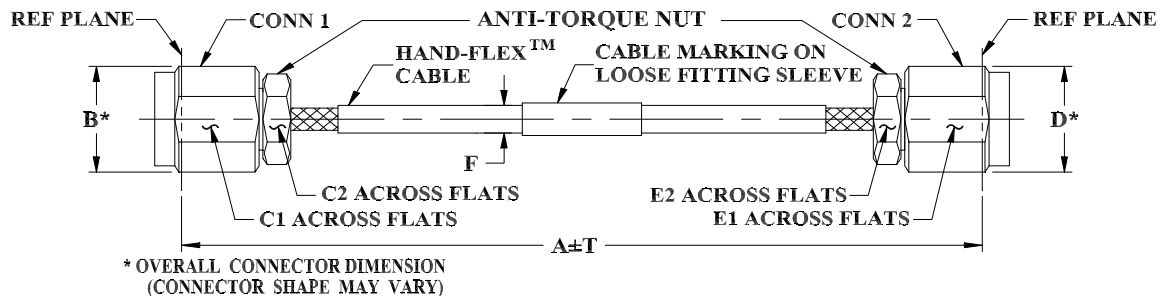 REF PLANE
CONN 1
ANTI-TORQUE NUT
CONN 2
REF PLANE
HAND-FLEX™
CABLE
CABLE MARKING ON
LOOSE FITTING SLEEVE
B*
D*
F
C2 ACROSS FLATS
C1 ACROSS FLATS
E2 ACROSS FLATS
E1 ACROSS FLATS
A±T
* OVERALL CONNECTOR DIMENSION
(CONNECTOR SHAPE MAY VARY)